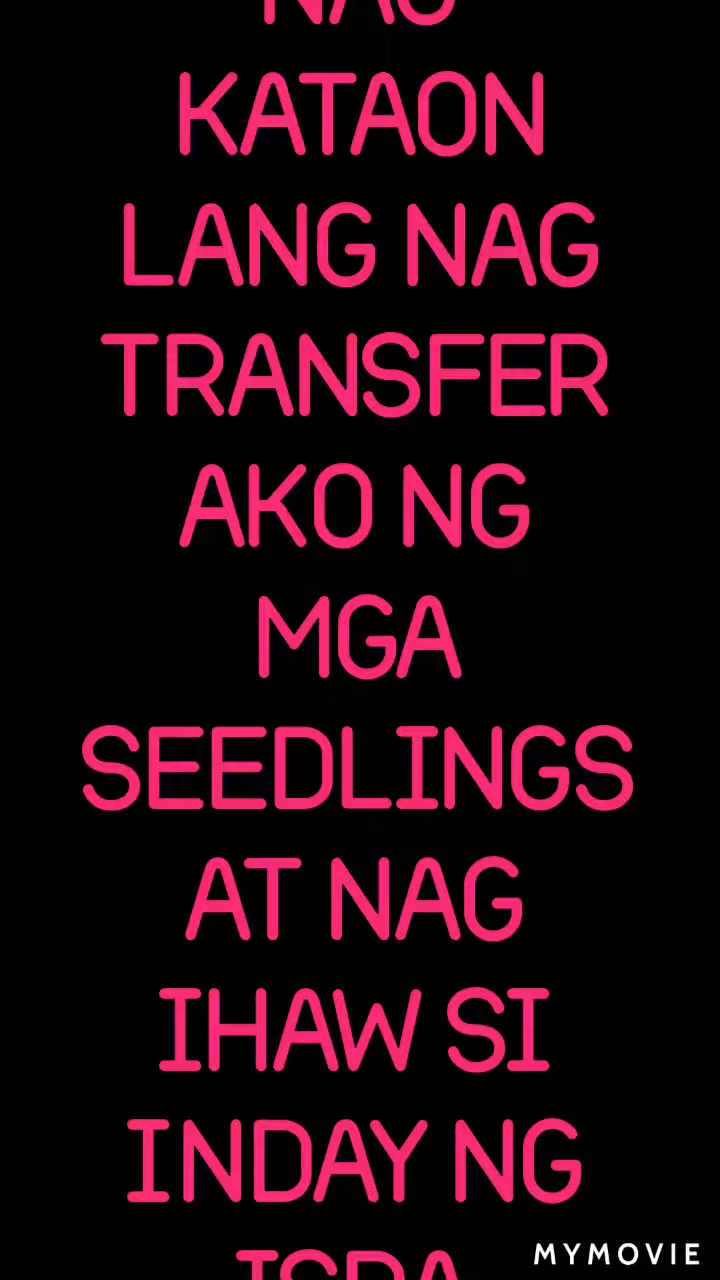 NAG
KATAON
LANG NAG
TRANSFER
AKO NG
MGA
SEEDLINGS
AT NAG
IHAW SI
INDAY NG
ISDA
MYMOVIE